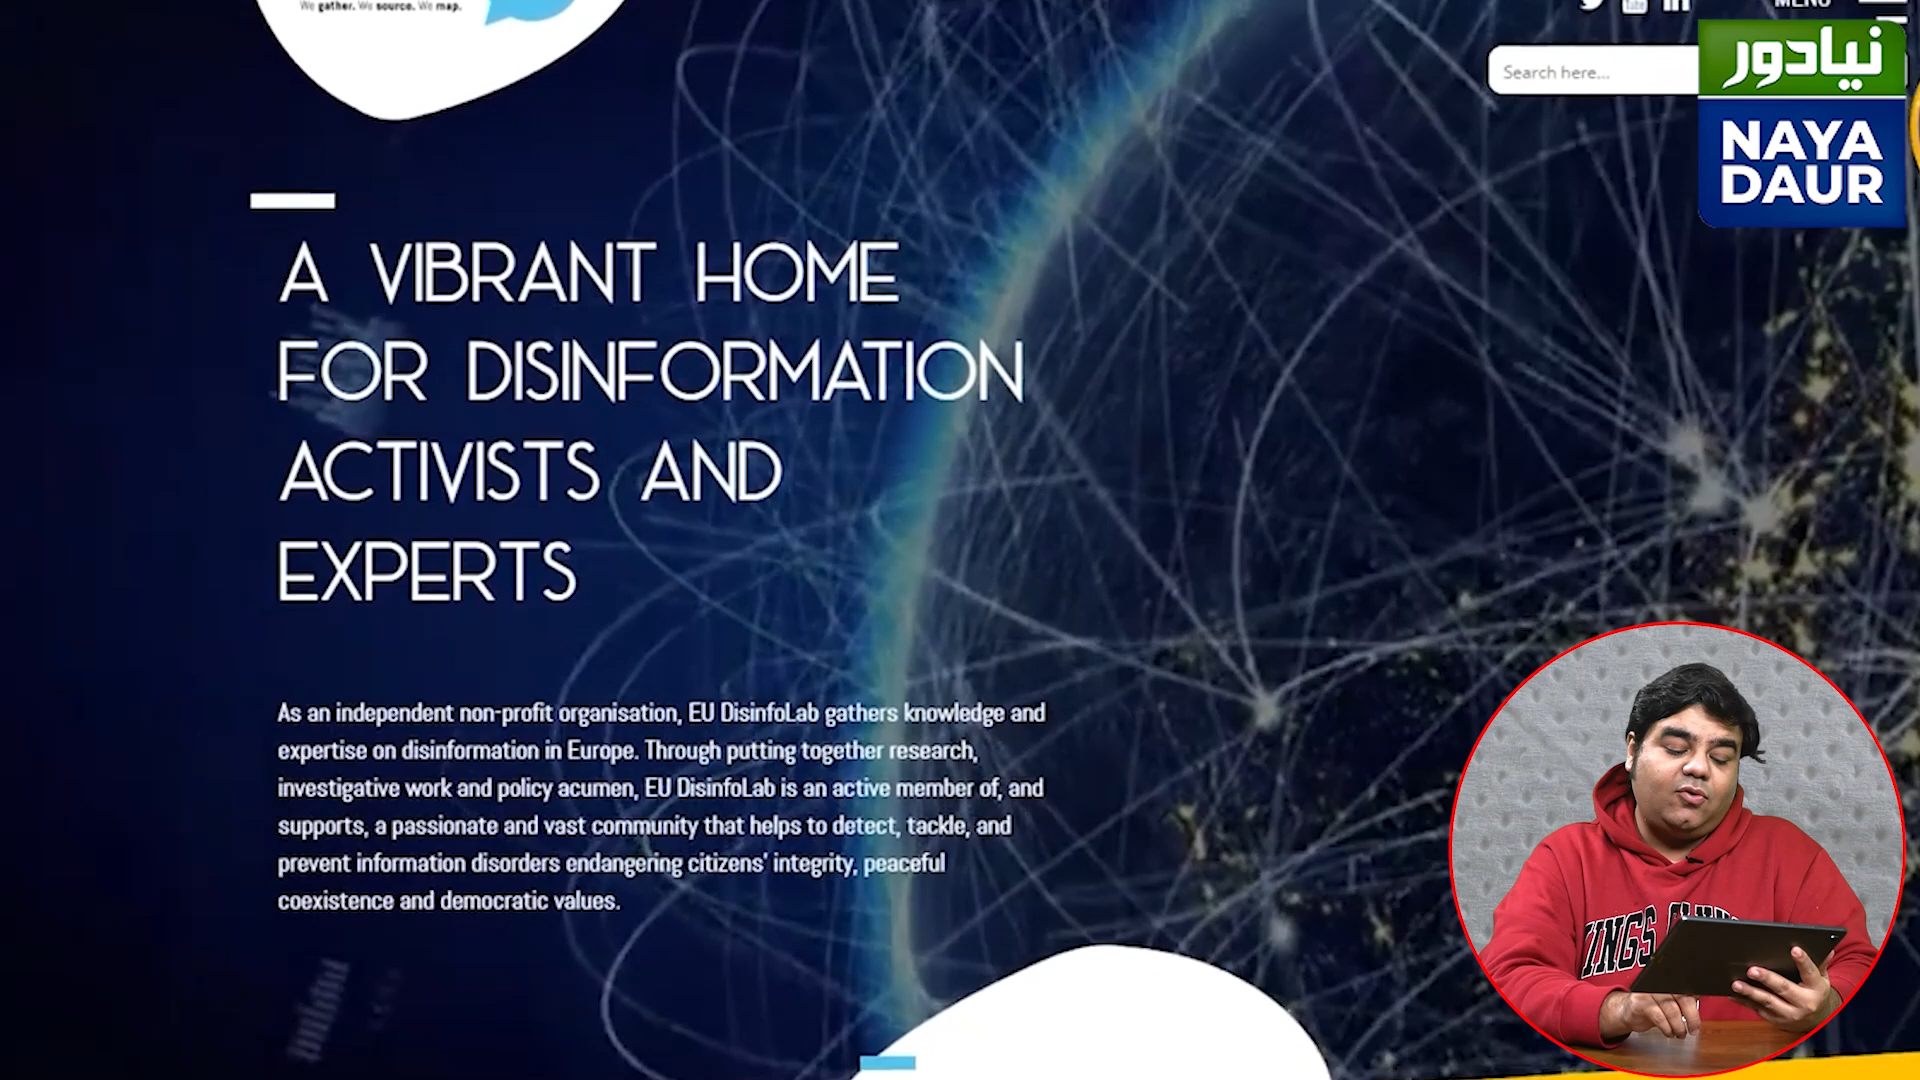 We gather. We source. We map.
MENU
Search here...
نیا دور
NAYA
DAUR
A VIBRANT HOME
FOR DISINFORMATION
ACTIVISTS AND
EXPERTS
As an independent non-profit organisation, EU DisinfoLab gathers knowledge and
expertise on disinformation in Europe. Through putting together research,
investigative work and policy acumen, EU DisinfoLab is an active member of, and
supports, a passionate and vast community that helps to detect, tackle, and
prevent information disorders endangering citizens' integrity, peaceful
coexistence and democratic values.